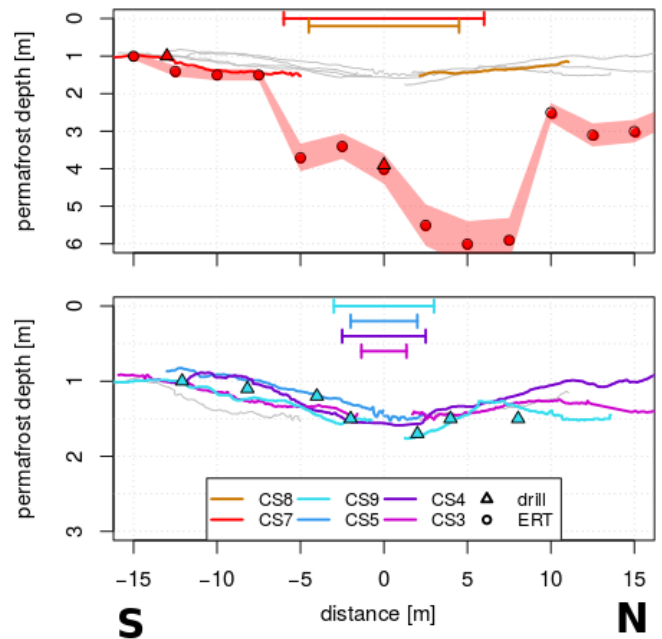 0
1
2
3
4
5
6
permafrost depth [m]
0
1
2
3
permafrost depth [m]
CS8 CS9 CS4 drill
CS7 CS5 CS3 ERT
−15 −10 −5 0 5 10 15
distance [m]
S N